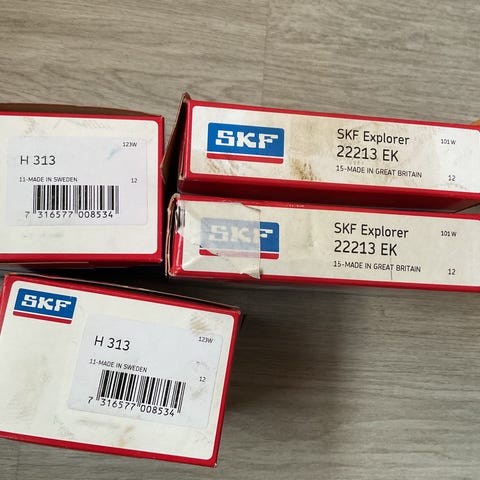 123W
H 313
11-MADE IN SWEDEN
12
7 316577 008534
SKF
SKF Explorer
101 W
22213 EK
15-MADE IN GREAT BRITAIN
12
SKF
SKF Explorer
101 W
22213 EK
15-MADE IN GREAT BRITAIN
12
SKF
123W
H 313
11-MADE IN SWEDEN
12
7 316577 008534